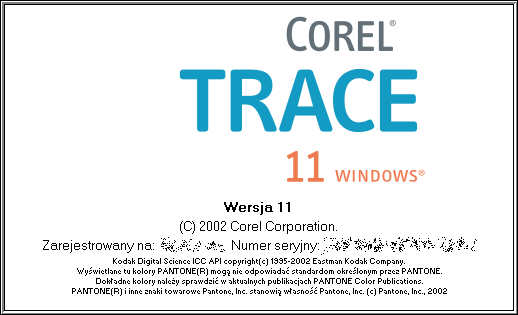 COREL®
TRACE
11 WINDOWS®
Wersja 11
(C) 2002 Corel Corporation.
Zarejestrowany na: Numer seryjny:
Kodak Digital Science ICC API copyright(c) 1995-2002 Eastman Kodak Company.
Wyświetlane tu kolory PANTONE(R) mogą nie odpowiadać standardom określonym przez PANTONE.
Dokładne kolory należy sprawdzić w aktualnych publikacjach PANTONE Color Publications.
PANTONE(R) i inne znaki towarowe Pantone, Inc. stanowią własność Pantone, Inc. (c) Pantone, Inc., 2002